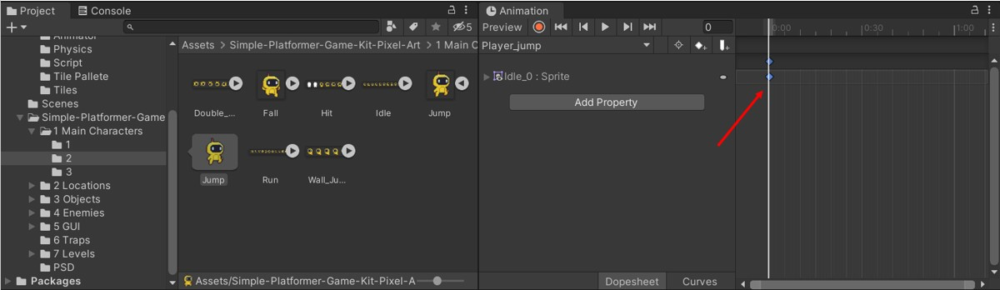 Project
Console
5
Animator
Physics
Script
Tile Pallete
Tiles
Scenes
Simple-Platformer-Game
1 Main Characters
1
2
3
2 Locations
3 Objects
4 Enemies
5 GUI
6 Traps
7 Levels
PSD
Packages
Assets > Simple-Platformer-Game-Kit-Pixel-Art > 1 Main C
Double_...
Fall
Hit
Idle
Jump
Jump
Run
Wall_Ju...
Assets/Simple-Platformer-Game-Kit-Pixel-A
Animation
Preview
0
Player_jump
Idle_0 : Sprite
Add Property
Dopesheet
Curves
0:00
0:30
1:00